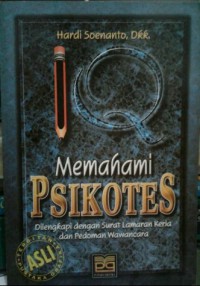 Hardi Soenanto, Dkk.
IQ
Memahami
PSIKOTES
Dilengkapi dengan Surat Lamaran Kerja
dan Pedoman Wawancara
ASLI